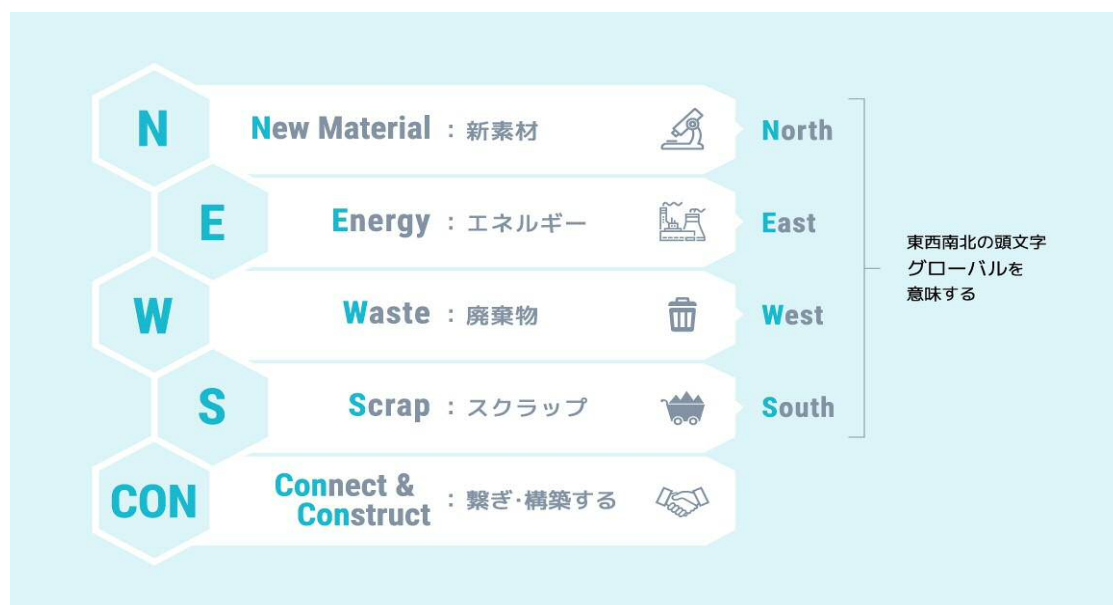 N New Material : 新素材 North
E Energy : エネルギー East
W Waste : 廃棄物 West
S Scrap : スクラップ South
CON Connect &
Construct : 繋ぎ・構築する
東西南北の頭文字
グローバルを
意味する